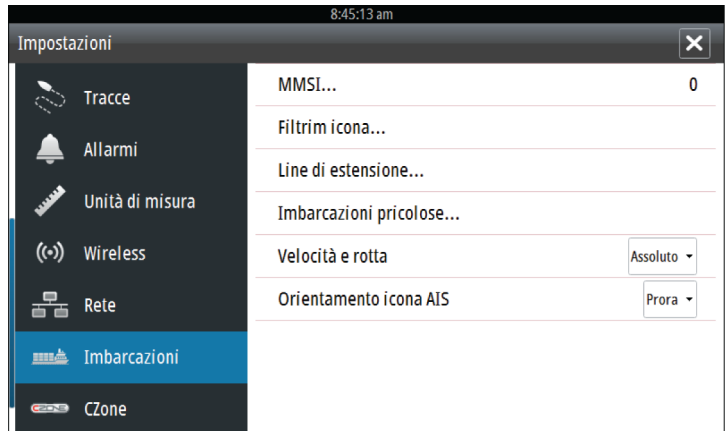 8:45:13 am
Impostazioni
Tracce
Allarmi
Unità di misura
Wireless
Rete
Imbarcazioni
CZONE CZone
MMSI... 0
Filtrim icona...
Line di estensione...
Imbarcazioni pricolose...
Velocità e rotta Assoluto
Orientamento icona AIS Prora